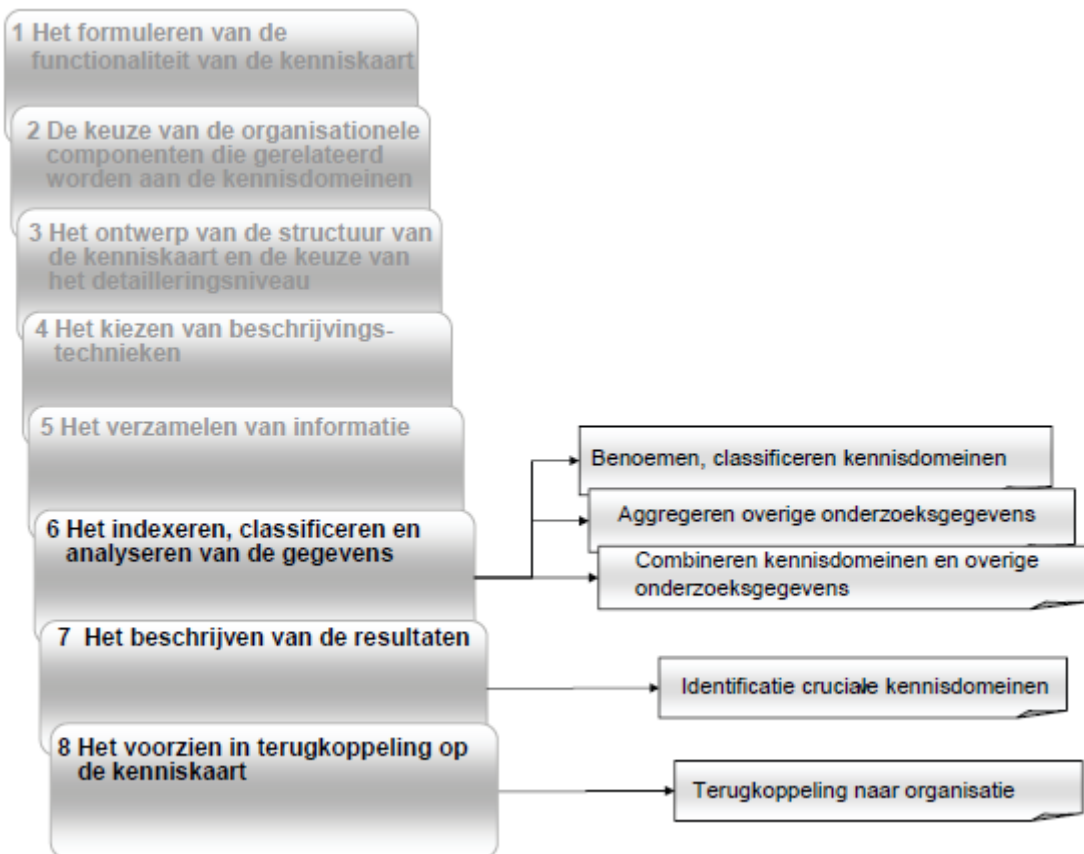 1 Het formuleren van de
functionaliteit van de kenniskaart
2 De keuze van de organisationele
componenten die gerelateerd
worden aan de kennisdomeinen
3 Het ontwerp van de structuur van
de kenniskaart en de keuze van
het detailleringsniveau
4 Het kiezen van beschrijvings-
technieken
5 Het verzamelen van informatie
6 Het indexeren, classificeren en
analyseren van de gegevens
Benoemen, classificeren kennisdomeinen
Aggregeren overige onderzoeksgegevens
Combineren kennisdomeinen en overige
onderzoeksgegevens
7 Het beschrijven van de resultaten
Identificatie cruciale kennisdomeinen
8 Het voorzien in terugkoppeling op
de kenniskaart
Terugkoppeling naar organisatie